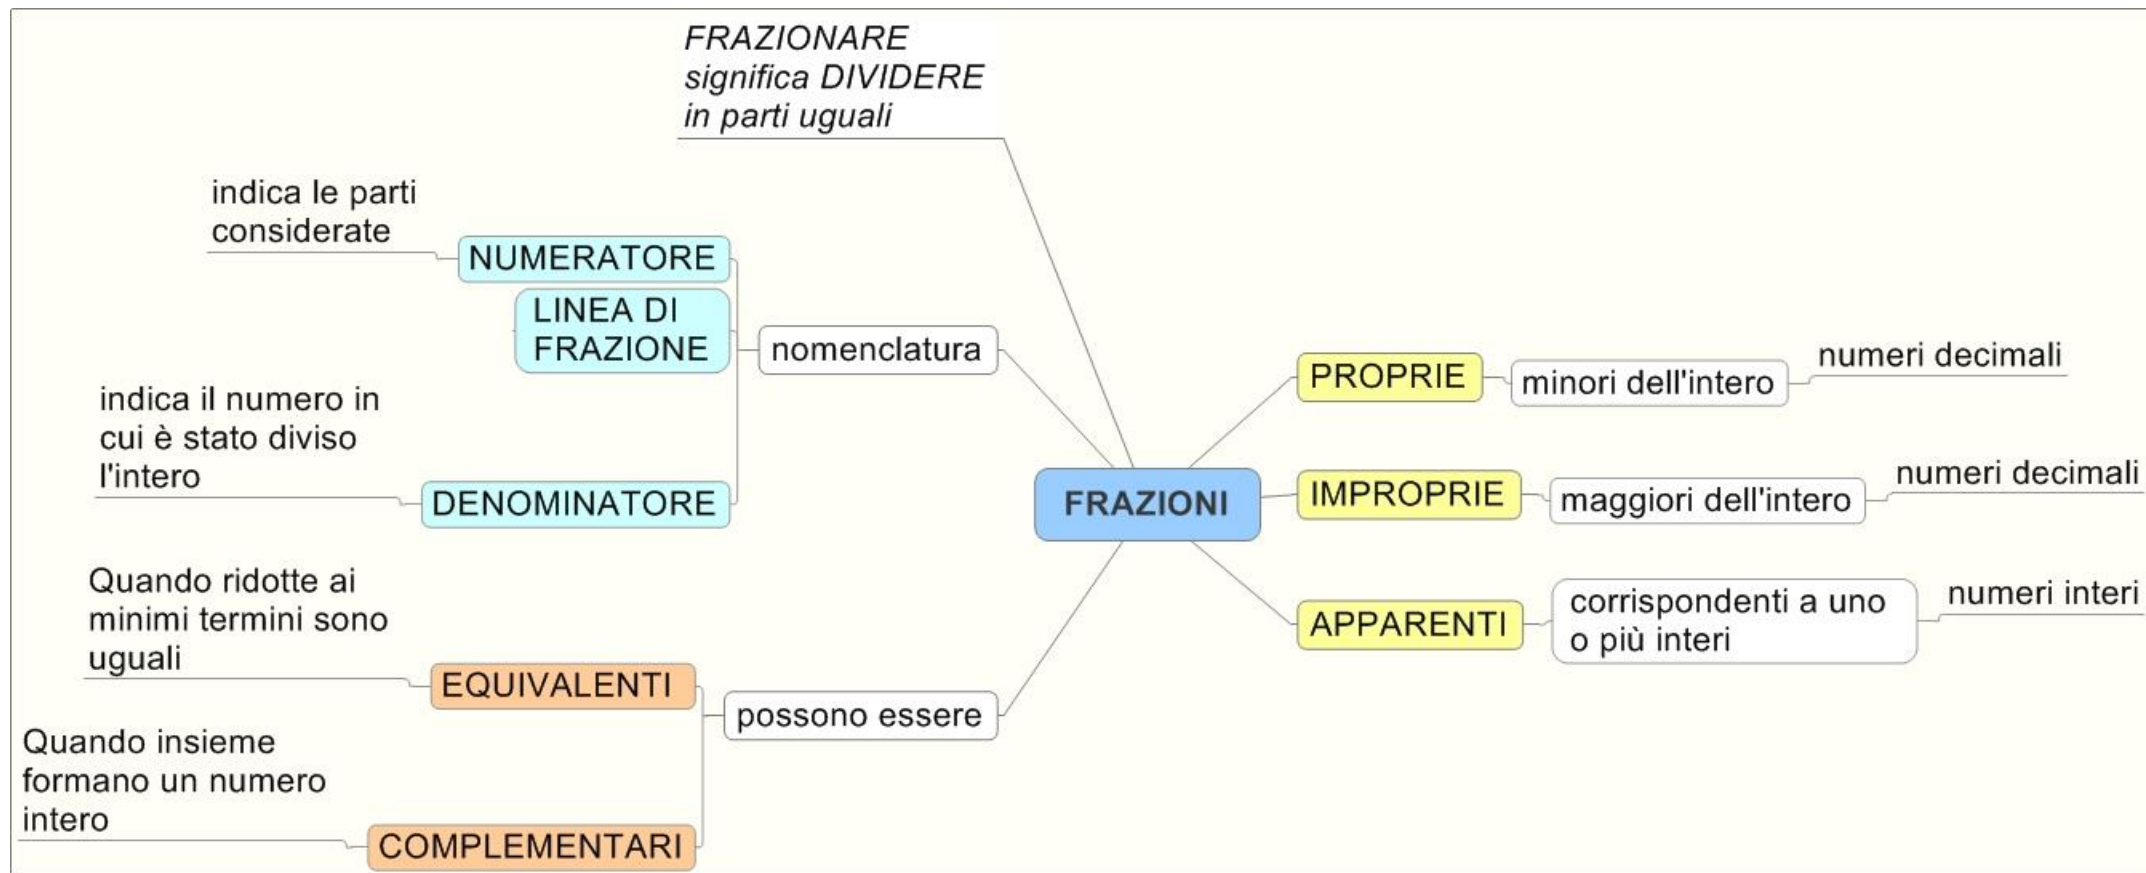 FRAZIONARE
significa DIVIDERE
in parti uguali
indica le parti
considerate
NUMERATORE
LINEA DI
FRAZIONE
nomenclatura
indica il numero in
cui è stato diviso
l'intero
DENOMINATORE
Quando ridotte ai
minimi termini sono
uguali
EQUIVALENTI
possono essere
Quando insieme
formano un numero
intero
COMPLEMENTARI
FRAZIONI
PROPRIE
minori dell'intero
numeri decimali
IMPROPRIE
maggiori dell'intero
numeri decimali
APPARENTI
corrispondenti a uno
o più interi
numeri interi